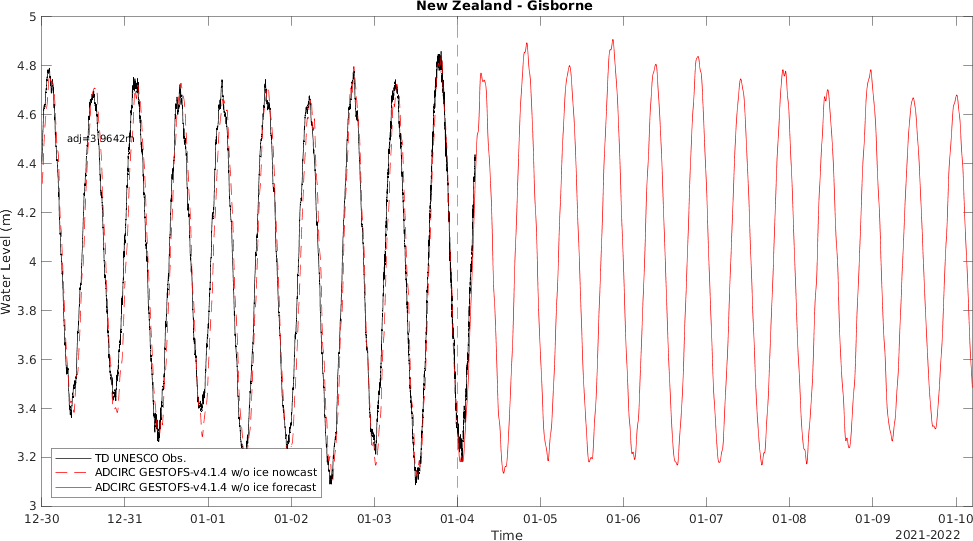 New Zealand - Gisborne
5
4.8
4.6
4.4
4.2
4
3.8
3.6
3.4
3.2
3
Water Level (m)
adj=3.9642m
TD UNESCO Obs.
ADCIRC GESTOFS-v4.1.4 w/o ice nowcast
ADCIRC GESTOFS-v4.1.4 w/o ice forecast
12-30 12-31 01-01 01-02 01-03 01-04 01-05 01-06 01-07 01-08 01-09 01-10
Time
2021-2022